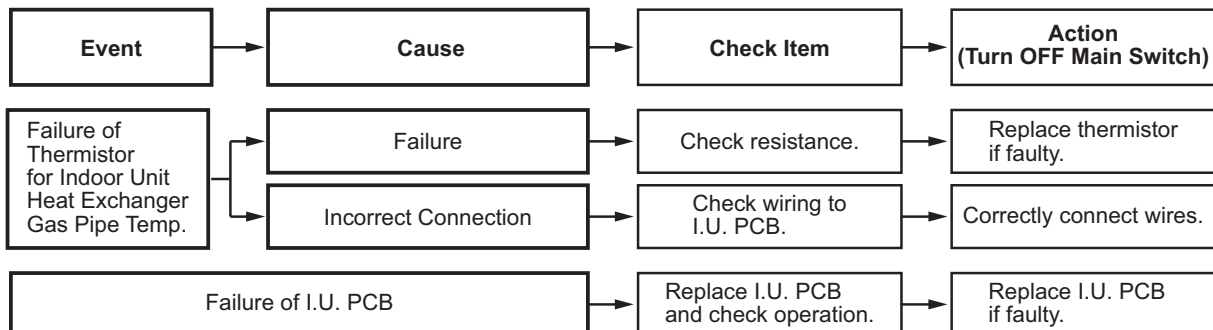 Event
Cause
Check Item
Action
(Turn OFF Main Switch)
Failure of
Thermistor
for Indoor Unit
Heat Exchanger
Gas Pipe Temp.
Failure
Check resistance.
Replace thermistor
if faulty.
Incorrect Connection
Check wiring to
I.U. PCB.
Correctly connect wires.
Failure of I.U. PCB
Replace I.U. PCB
and check operation.
Replace I.U. PCB
if faulty.